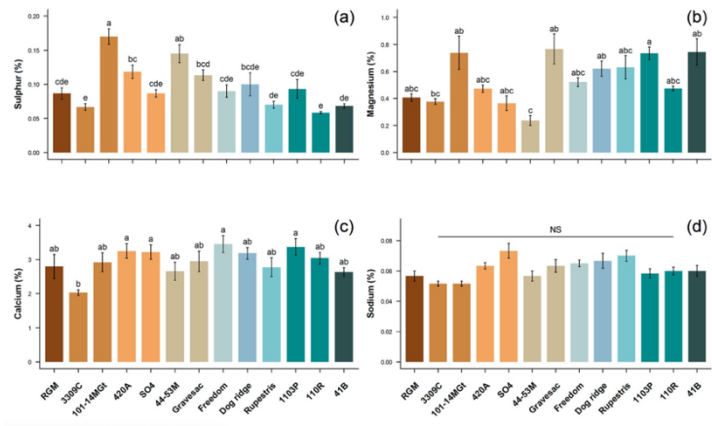 (a)
Sulphur (%)
0.20
0.15
0.10
0.05
0.00
cde e a bc cde ab bcd cde bcde de cde e de
(b)
Magnesium (%)
1.0
0.8
0.6
0.4
0.2
0.0
abc bc ab abc abc c abc abc abc abc a abc ab
(c)
Calcium (%)
4
3
2
1
0
ab b ab a a ab ab a ab ab a ab ab
RGM
3309C
101-14MGt
420A
SO4
44-53M
Gravesac
Freedom
Dog ridge
Rupestris
1103P
110R
41B
(d)
NS
Sodium (%)
0.08
0.06
0.04
0.02
0.00
RGM
3309C
101-14MGt
420A
SO4
44-53M
Gravesac
Freedom
Dog ridge
Rupestris
1103P
110R
41B